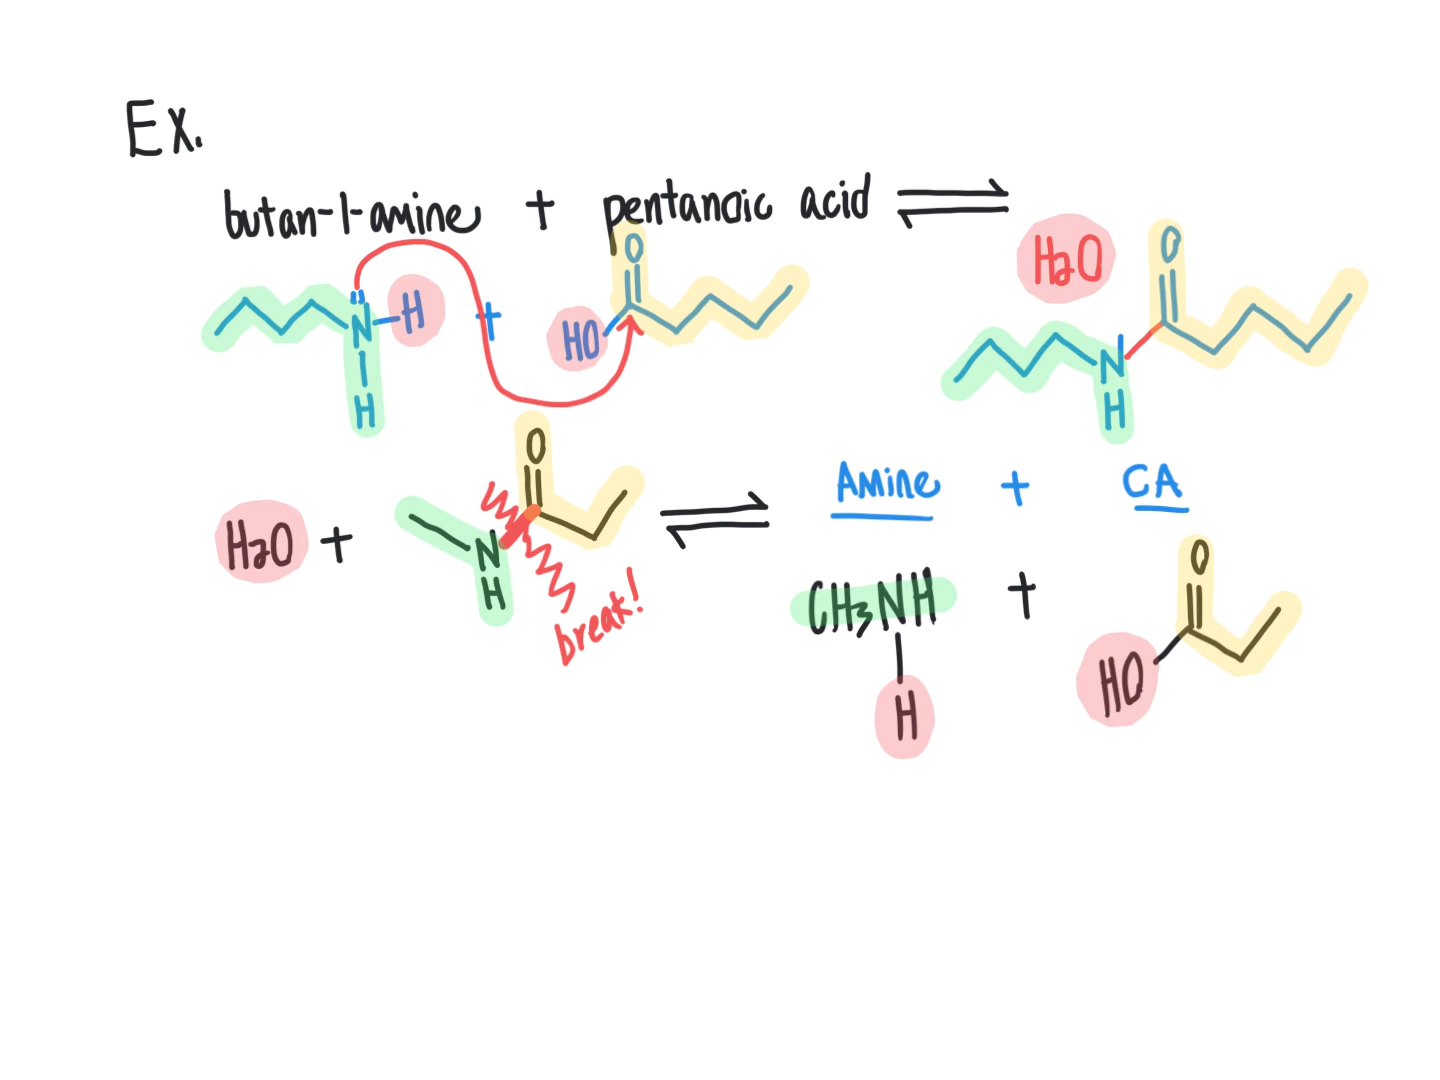 Ex.
butan-1-amine + pentanoic acid ⇌
N-H + HO O
H
H₂O O
N
H
H₂O + O
N
H
break!
⇌ Amine + CA
CH₃NH + O
HO
H